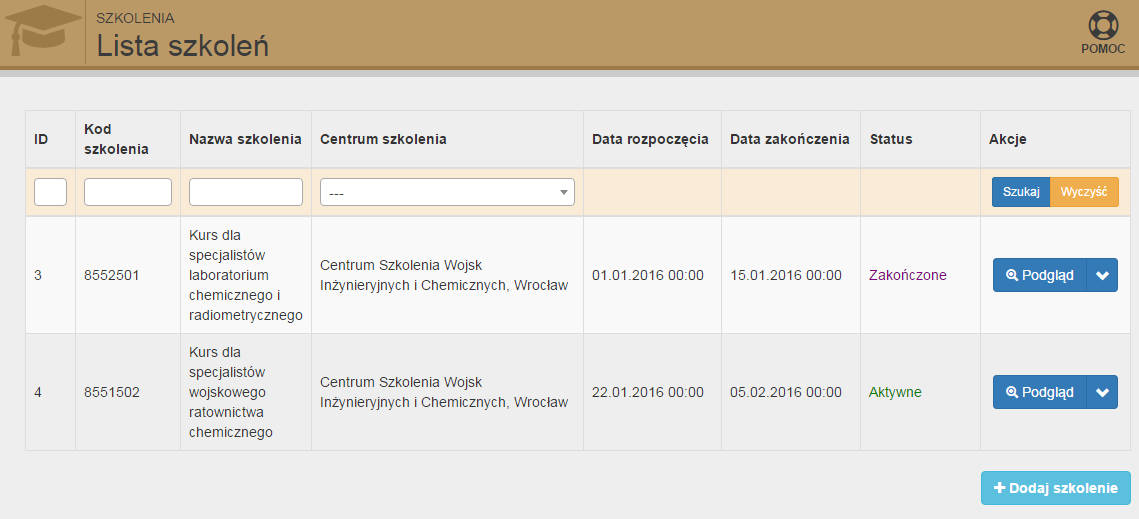 SZKOLENIA
Lista szkoleń
POMOC
ID
Kod
szkolenia
Nazwa szkolenia
Centrum szkolenia
Data rozpoczęcia
Data zakończenia
Status
Akcje
---
Szukaj
Wyczyść
3
8552501
Kurs dla
specjalistów
laboratorium
chemicznego i
radiometrycznego
Centrum Szkolenia Wojsk
Inżynieryjnych i Chemicznych, Wrocław
01.01.2016 00:00
15.01.2016 00:00
Zakończone
Podgląd
4
8551502
Kurs dla
specjalistów
wojskowego
ratownictwa
chemicznego
Centrum Szkolenia Wojsk
Inżynieryjnych i Chemicznych, Wrocław
22.01.2016 00:00
05.02.2016 00:00
Aktywne
Podgląd
+ Dodaj szkolenie